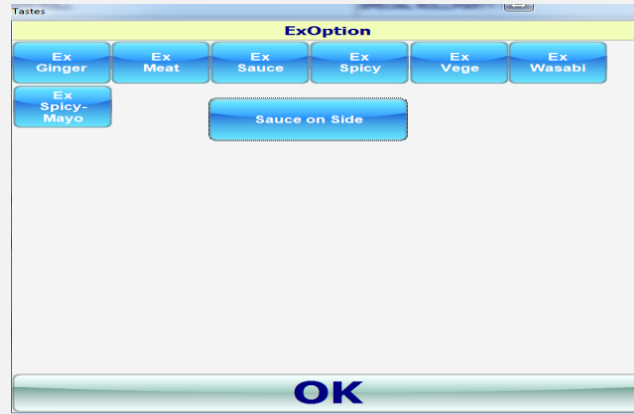 Tastes
ExOption
Ex
Ginger
Ex
Meat
Ex
Sauce
Ex
Spicy
Ex
Vege
Ex
Wasabi
Ex
Spicy-
Mayo
Sauce on Side
OK